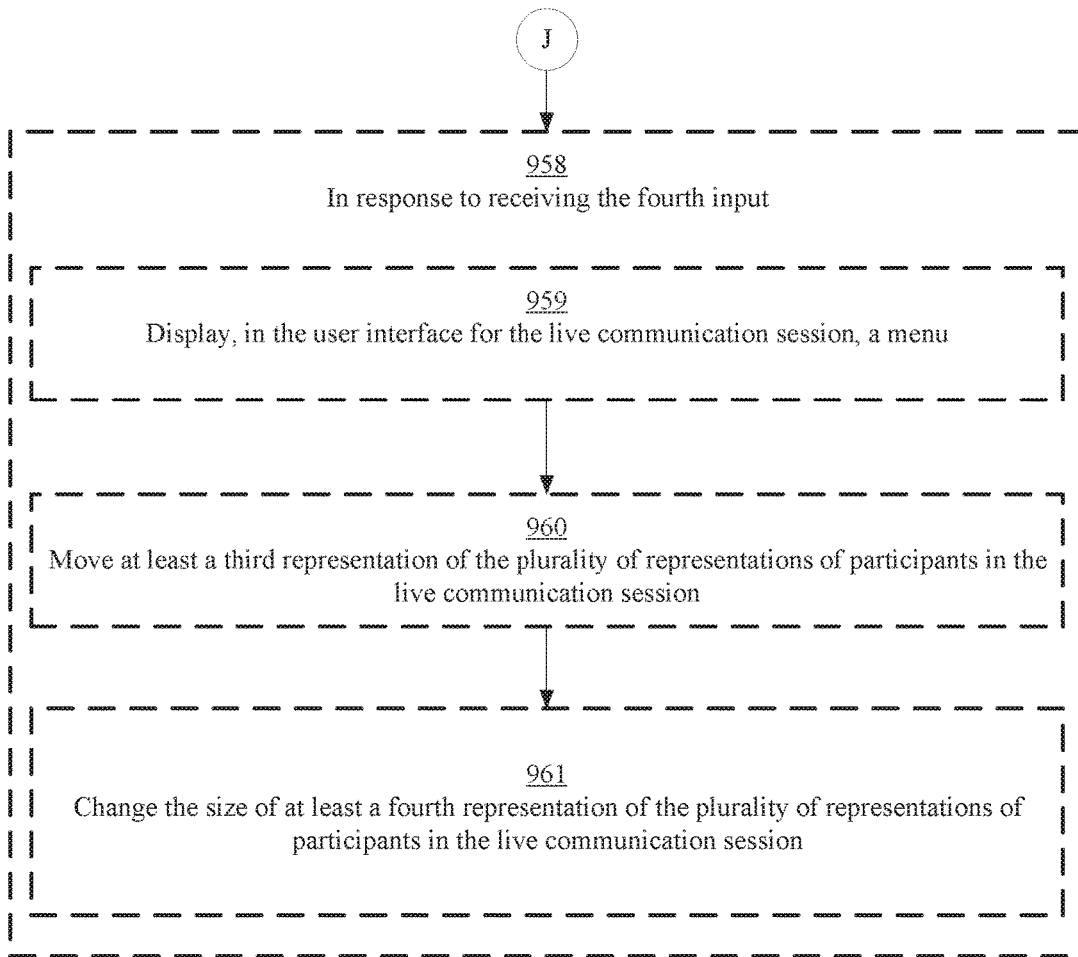 J
958
In response to receiving the fourth input
959
Display, in the user interface for the live communication session, a menu
960
Move at least a third representation of the plurality of representations of participants in the
live communication session
961
Change the size of at least a fourth representation of the plurality of representations of
participants in the live communication session